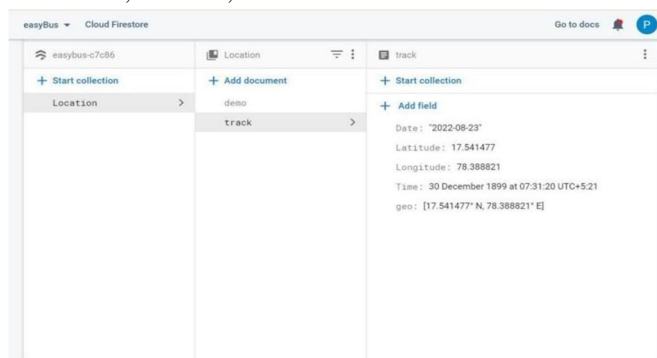 easyBus Cloud Firestore Go to docs P
easybus-c7c86
+ Start collection
Location >
Location
+ Add document
demo
track >
track
+ Start collection
+ Add field
Date: "2022-08-23"
Latitude: 17.541477
Longitude: 78.388821
Time: 30 December 1899 at 07:31:20 UTC+5:21
geo: [17.541477° N, 78.388821° E]